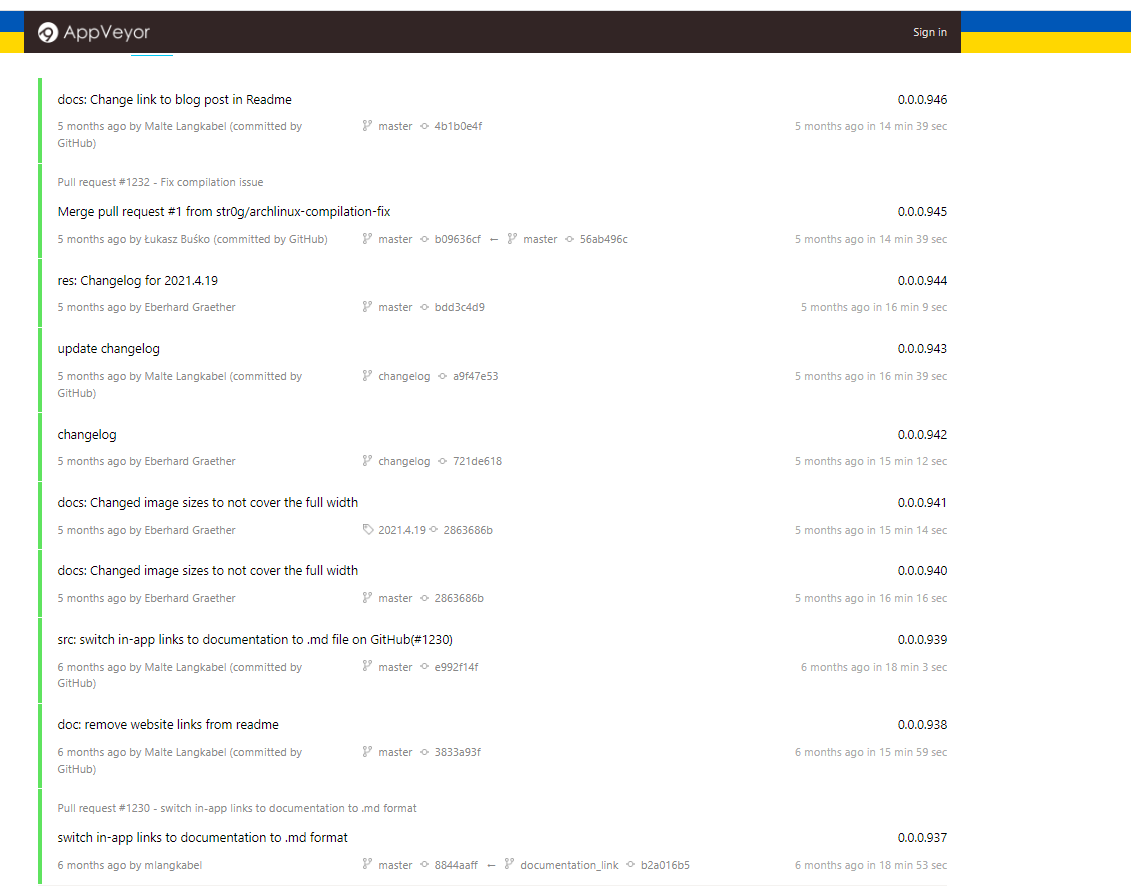 AppVeyor
Sign in
docs: Change link to blog post in Readme
0.0.0.946
5 months ago by Malte Langkabel (committed by
GitHub)
master 4b1b0e4f
5 months ago in 14 min 39 sec
Pull request #1232 - Fix compilation issue
Merge pull request #1 from str0g/archlinux-compilation-fix
0.0.0.945
5 months ago by Łukasz Buśko (committed by GitHub)
master b09636cf ← master 56ab496c
5 months ago in 14 min 39 sec
res: Changelog for 2021.4.19
0.0.0.944
5 months ago by Eberhard Graether
master bdd3c4d9
5 months ago in 16 min 9 sec
update changelog
0.0.0.943
5 months ago by Malte Langkabel (committed by
GitHub)
changelog a9f47e53
5 months ago in 16 min 39 sec
changelog
0.0.0.942
5 months ago by Eberhard Graether
changelog 721de618
5 months ago in 15 min 12 sec
docs: Changed image sizes to not cover the full width
0.0.0.941
5 months ago by Eberhard Graether
2021.4.19 2863686b
5 months ago in 15 min 14 sec
docs: Changed image sizes to not cover the full width
0.0.0.940
5 months ago by Eberhard Graether
master 2863686b
5 months ago in 16 min 16 sec
src: switch in-app links to documentation to .md file on GitHub(#1230)
0.0.0.939
6 months ago by Malte Langkabel (committed by
GitHub)
master e992f14f
6 months ago in 18 min 3 sec
doc: remove website links from readme
0.0.0.938
6 months ago by Malte Langkabel (committed by
GitHub)
master 3833a93f
6 months ago in 15 min 59 sec
Pull request #1230 - switch in-app links to documentation to .md format
switch in-app links to documentation to .md format
0.0.0.937
6 months ago by mlangkabel
master 8844aaff ← documentation_link b2a016b5
6 months ago in 18 min 53 sec